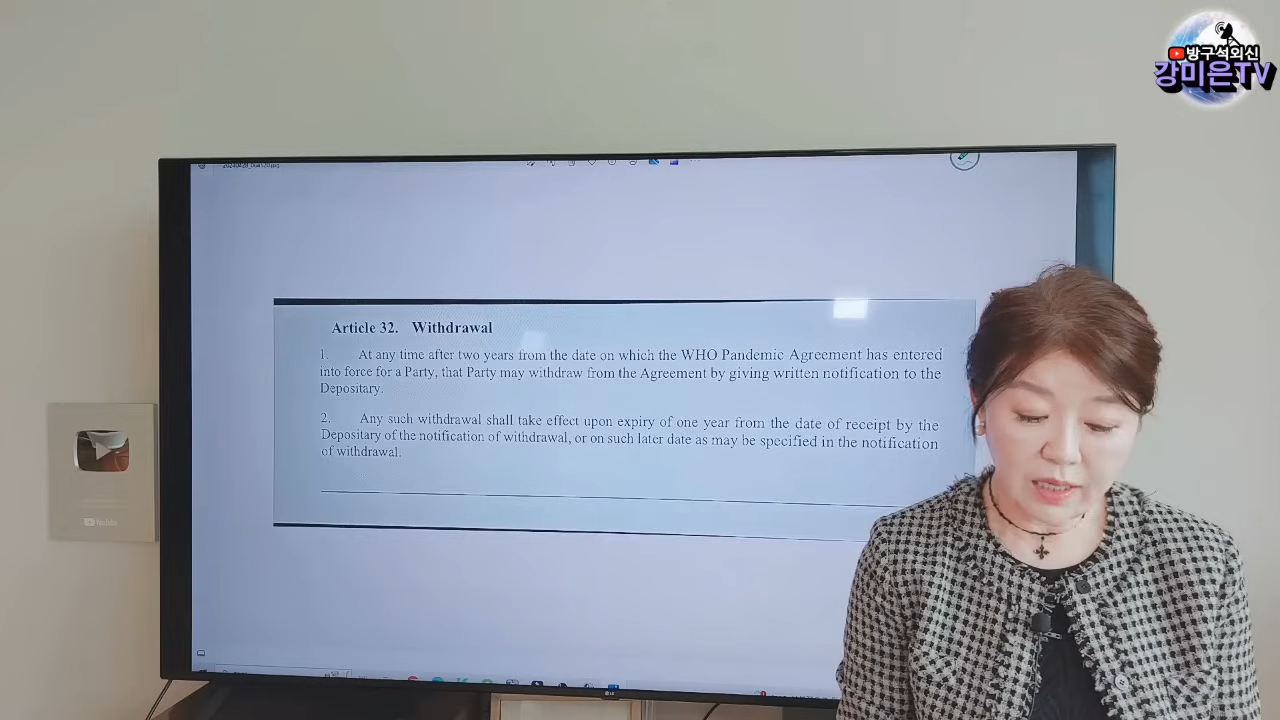 방구석외신
강미은TV
Article 32. Withdrawal
1. At any time after two years from the date on which the WHO Pandemic Agreement has entered
into force for a Party, that Party may withdraw from the Agreement by giving written notification to the
Depositary.
2. Any such withdrawal shall take effect upon expiry of one year from the date of receipt by the
Depositary of the notification of withdrawal, or on such later date as may be specified in the notification
of withdrawal.
YouTube
LG